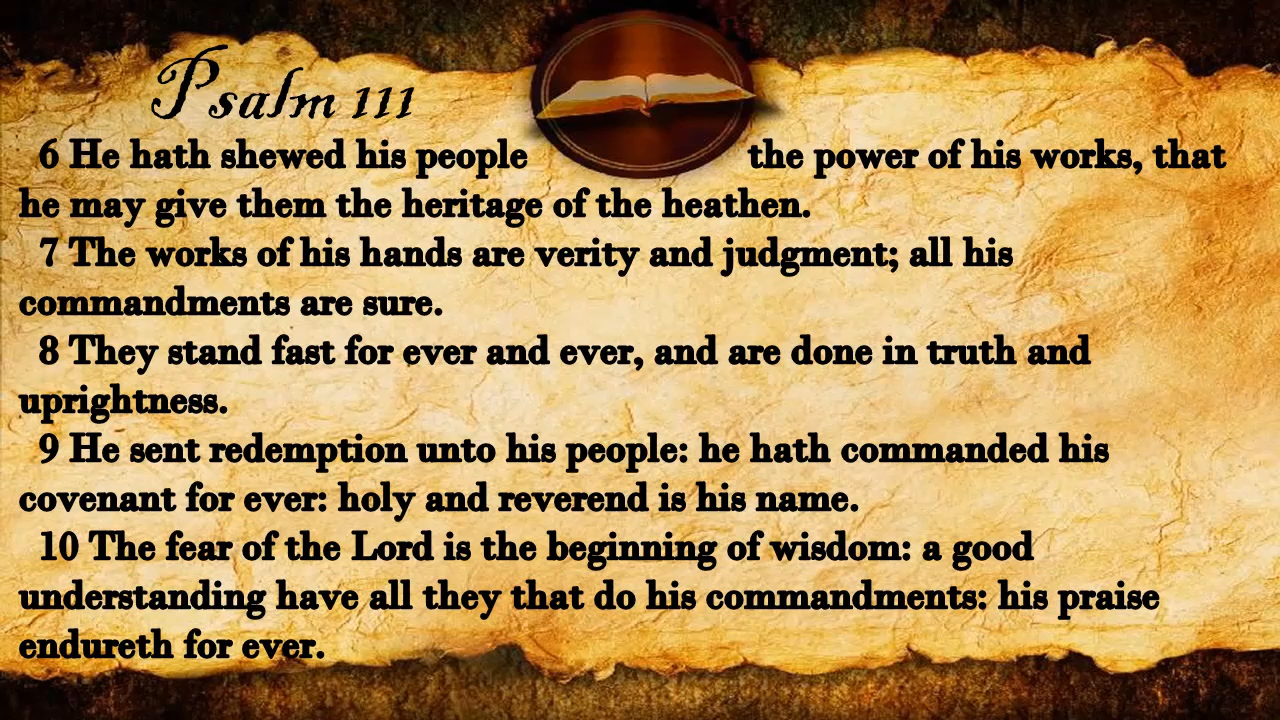 Psalm 111
6 He hath shewed his people the power of his works, that
he may give them the heritage of the heathen.
7 The works of his hands are verity and judgment; all his
commandments are sure.
8 They stand fast for ever and ever, and are done in truth and
uprightness.
9 He sent redemption unto his people: he hath commanded his
covenant for ever: holy and reverend is his name.
10 The fear of the Lord is the beginning of wisdom: a good
understanding have all they that do his commandments: his praise
endureth for ever.